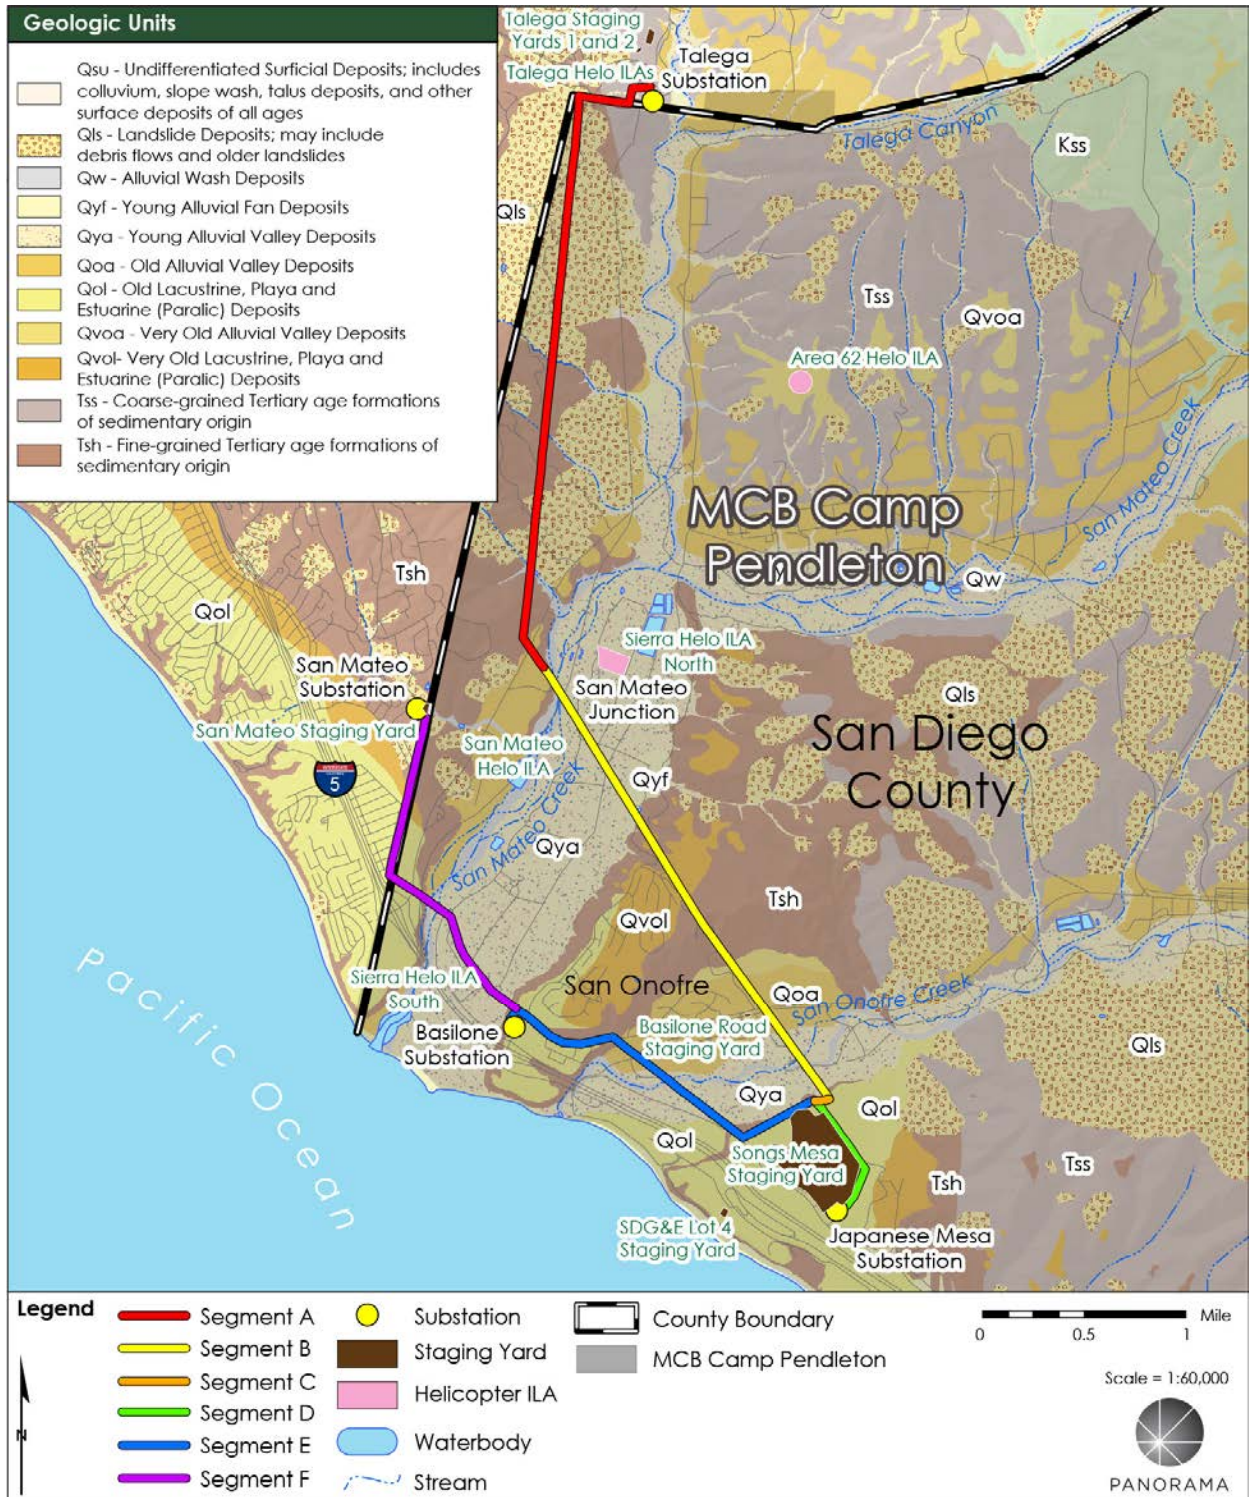 Geologic Units
Qsu - Undifferentiated Surficial Deposits; includes
colluvium, slope wash, talus deposits, and other
surface deposits of all ages
Qls - Landslide Deposits; may include
debris flows and older landslides
Qw - Alluvial Wash Deposits
Qyf - Young Alluvial Fan Deposits
Qya - Young Alluvial Valley Deposits
Qoa - Old Alluvial Valley Deposits
Qol - Old Lacustrine, Playa and
Estuarine (Paralic) Deposits
Qvoa - Very Old Alluvial Valley Deposits
Qvol- Very Old Lacustrine, Playa and
Estuarine (Paralic) Deposits
Tss - Coarse-grained Tertiary age formations
of sedimentary origin
Tsh - Fine-grained Tertiary age formations of
sedimentary origin
Talega Staging
Yards 1 and 2
Talega Helo ILAs
Talega
Substation
Talega Canyon
Kss
Qls
Tss
Qvoa
Area 62 Helo ILA
San Mateo Creek
MCB Camp
Pendleton
Qw
Tsh
Qol
San Mateo
Substation
San Mateo Staging Yard
5
Sierra Helo ILA
North
San Mateo
Junction
Qls
San Diego
County
San Mateo
Helo ILA
Qyf
San Mateo Creek
Qya
Tsh
Qvol
San Onofre
Qoa
San Onofre Creek
Sierra Helo ILA
South
Basilone
Substation
Basilone Road
Staging Yard
Qls
Qya
Qol
Qol
Songs Mesa
Staging Yard
Tsh
Tss
SDG&E Lot 4
Staging Yard
Japanese Mesa
Substation
Pacific Ocean
Legend
N
Segment A
Segment B
Segment C
Segment D
Segment E
Segment F
Substation
Staging Yard
Helicopter ILA
Waterbody
Stream
County Boundary
MCB Camp Pendleton
Mile
0 0.5 1
Scale = 1:60,000
PANORAMA